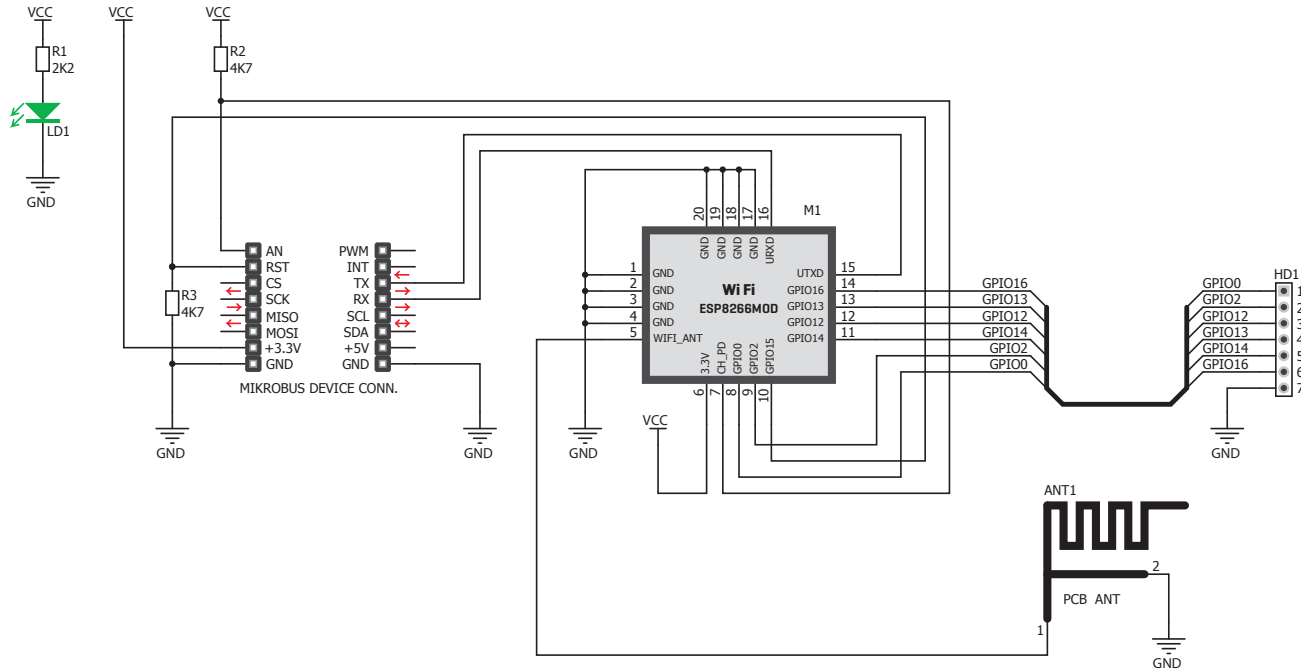 VCC
VCC
VCC
R1
2K2
R2
4K7
LD1
GND
AN
RST
CS
SCK
MISO
MOSI
+3.3V
GND
PWM
INT
TX
RX
SCL
SDA
+5V
GND
R3
4K7
MIKROBUS DEVICE CONN.
GND
GND
GND
M1
20
19
18
17
16
GND
GND
GND
GND
URXD
1 GND
2 GND
3 GND
4 GND
5 WIFI_ANT
Wi Fi
ESP8266MOD
UTXD 15
GPIO16 14
GPIO13 13
GPIO12 12
GPIO14 11
3.3V
CH_PD
GPIO0
GPIO2
GPIO15
6
7
8
9
10
VCC
GPIO16
GPIO13
GPIO12
GPIO14
GPIO2
GPIO0
HD1
GPIO0 1
GPIO2 2
GPIO12 3
GPIO13 4
GPIO14 5
GPIO16 6
7
GND
ANT1
2
PCB ANT
1
GND